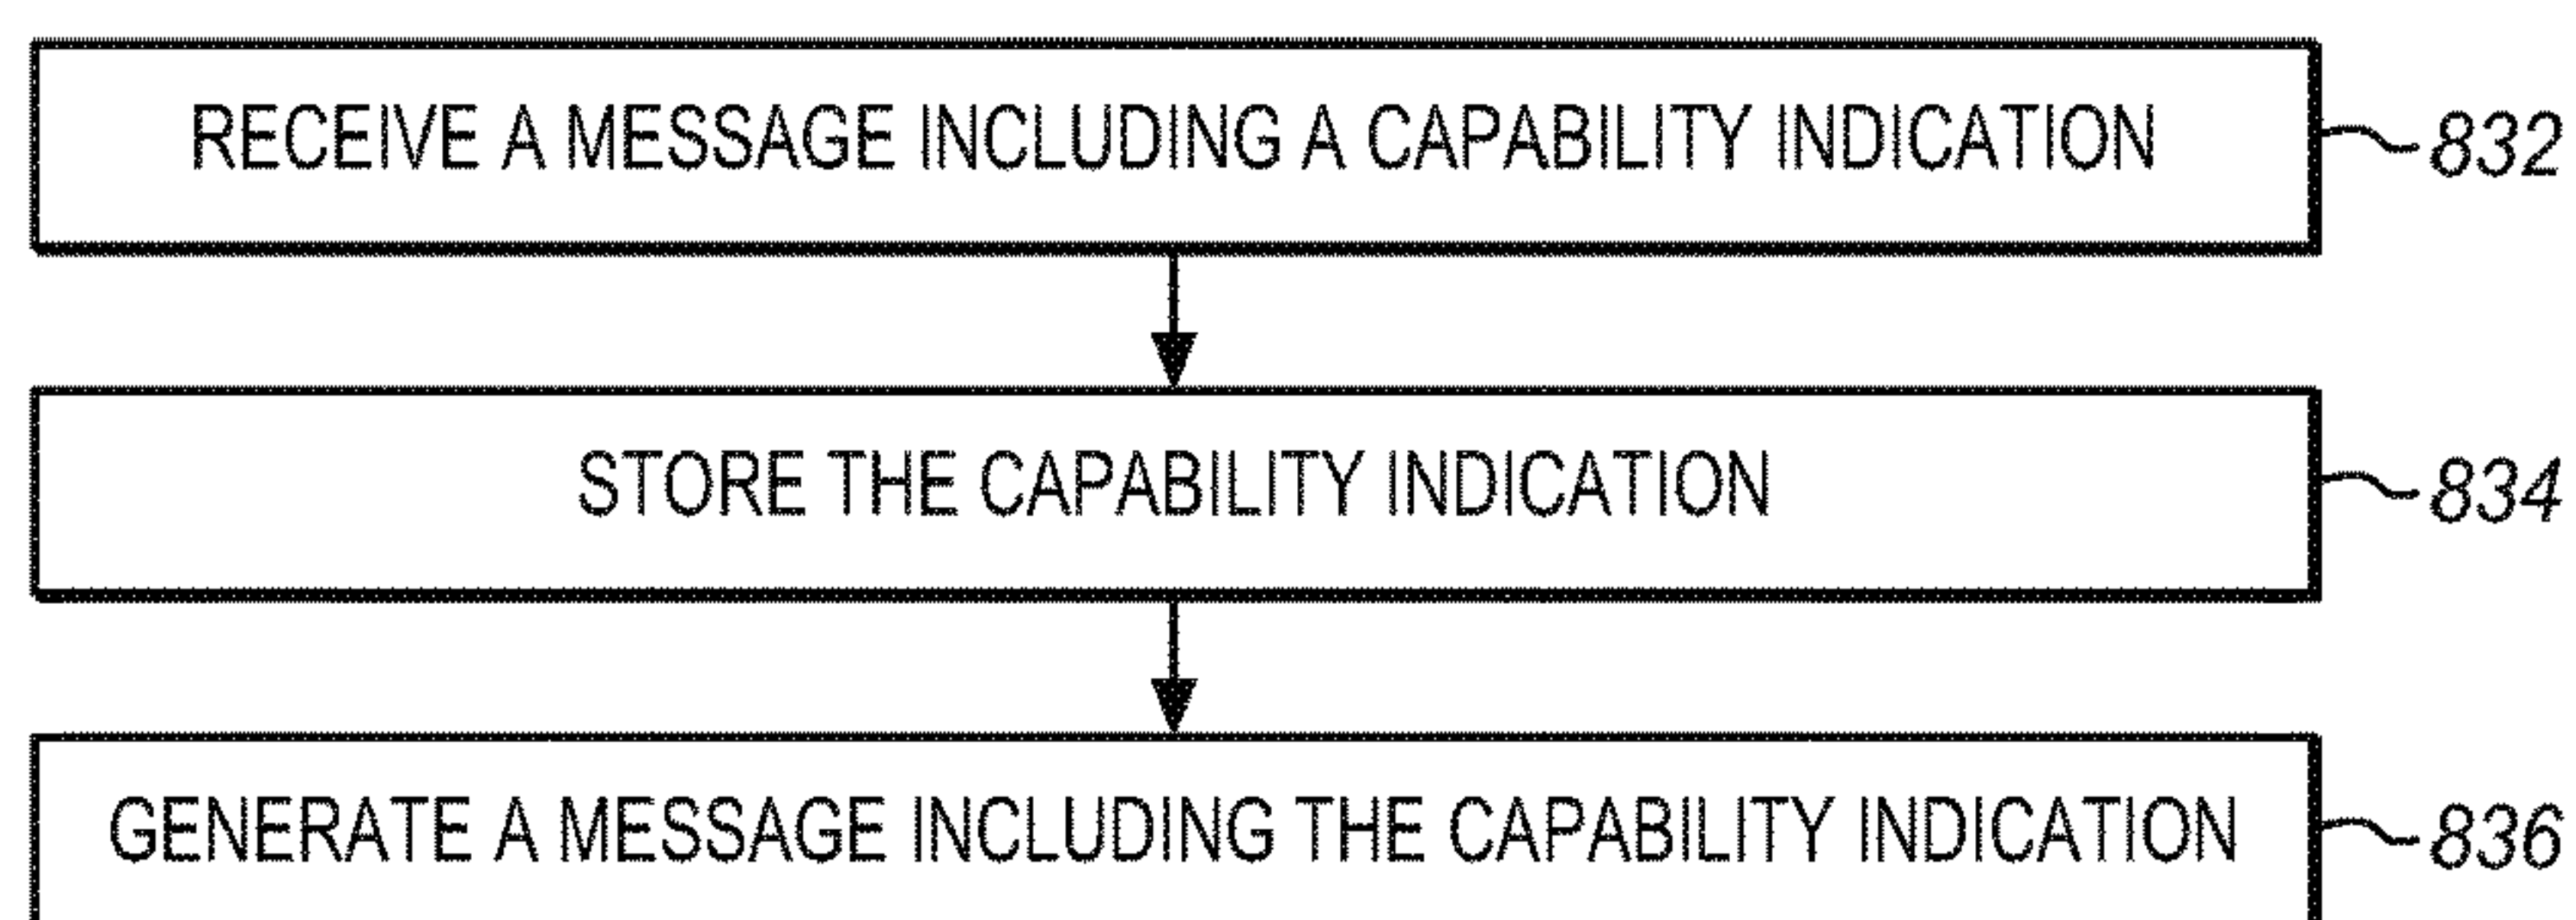 RECEIVE A MESSAGE INCLUDING A CAPABILITY INDICATION 832
STORE THE CAPABILITY INDICATION 834
GENERATE A MESSAGE INCLUDING THE CAPABILITY INDICATION 836